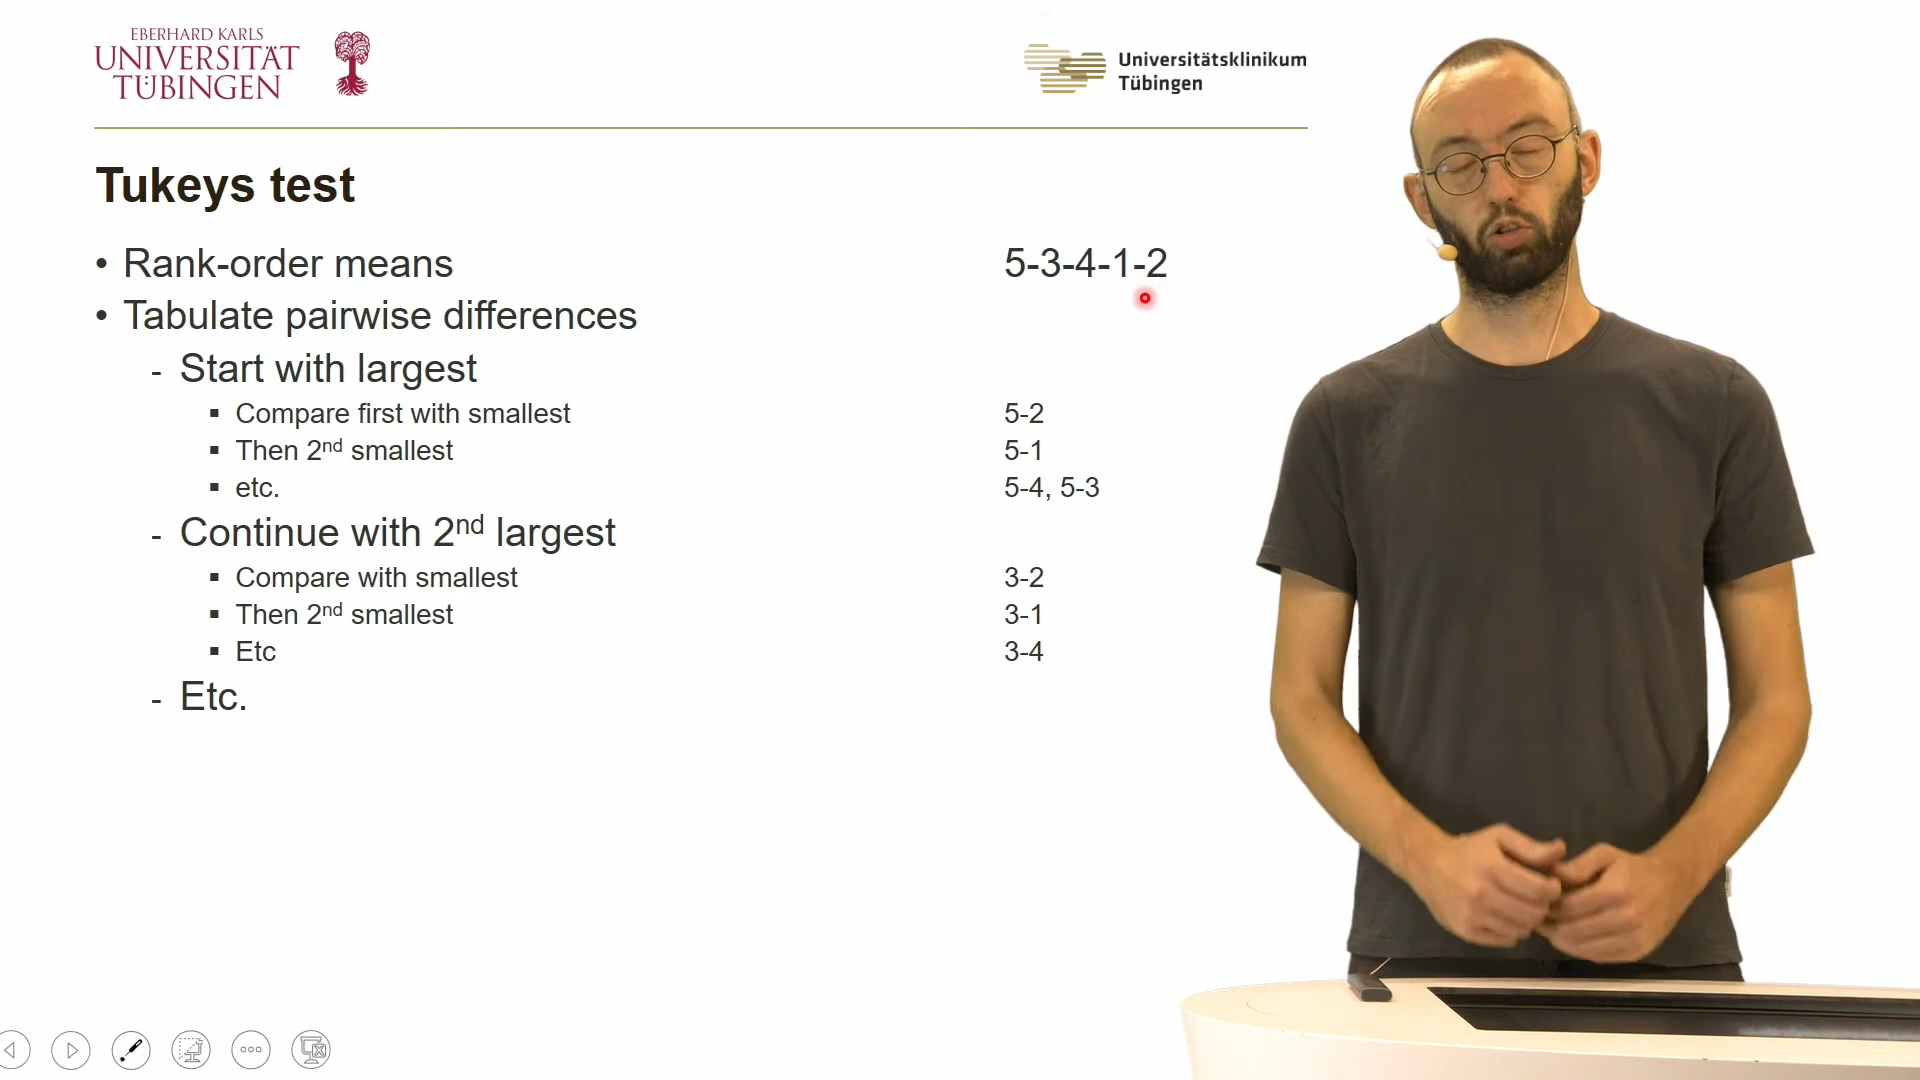 EBERHARD KARLS
UNIVERSITÄT
TÜBINGEN
Universitätsklinikum
Tübingen
Tukeys test
• Rank-order means 5-3-4-1-2
• Tabulate pairwise differences
- Start with largest
▪ Compare first with smallest 5-2
▪ Then 2nd smallest 5-1
▪ etc. 5-4, 5-3
- Continue with 2nd largest
▪ Compare with smallest 3-2
▪ Then 2nd smallest 3-1
▪ Etc 3-4
- Etc.